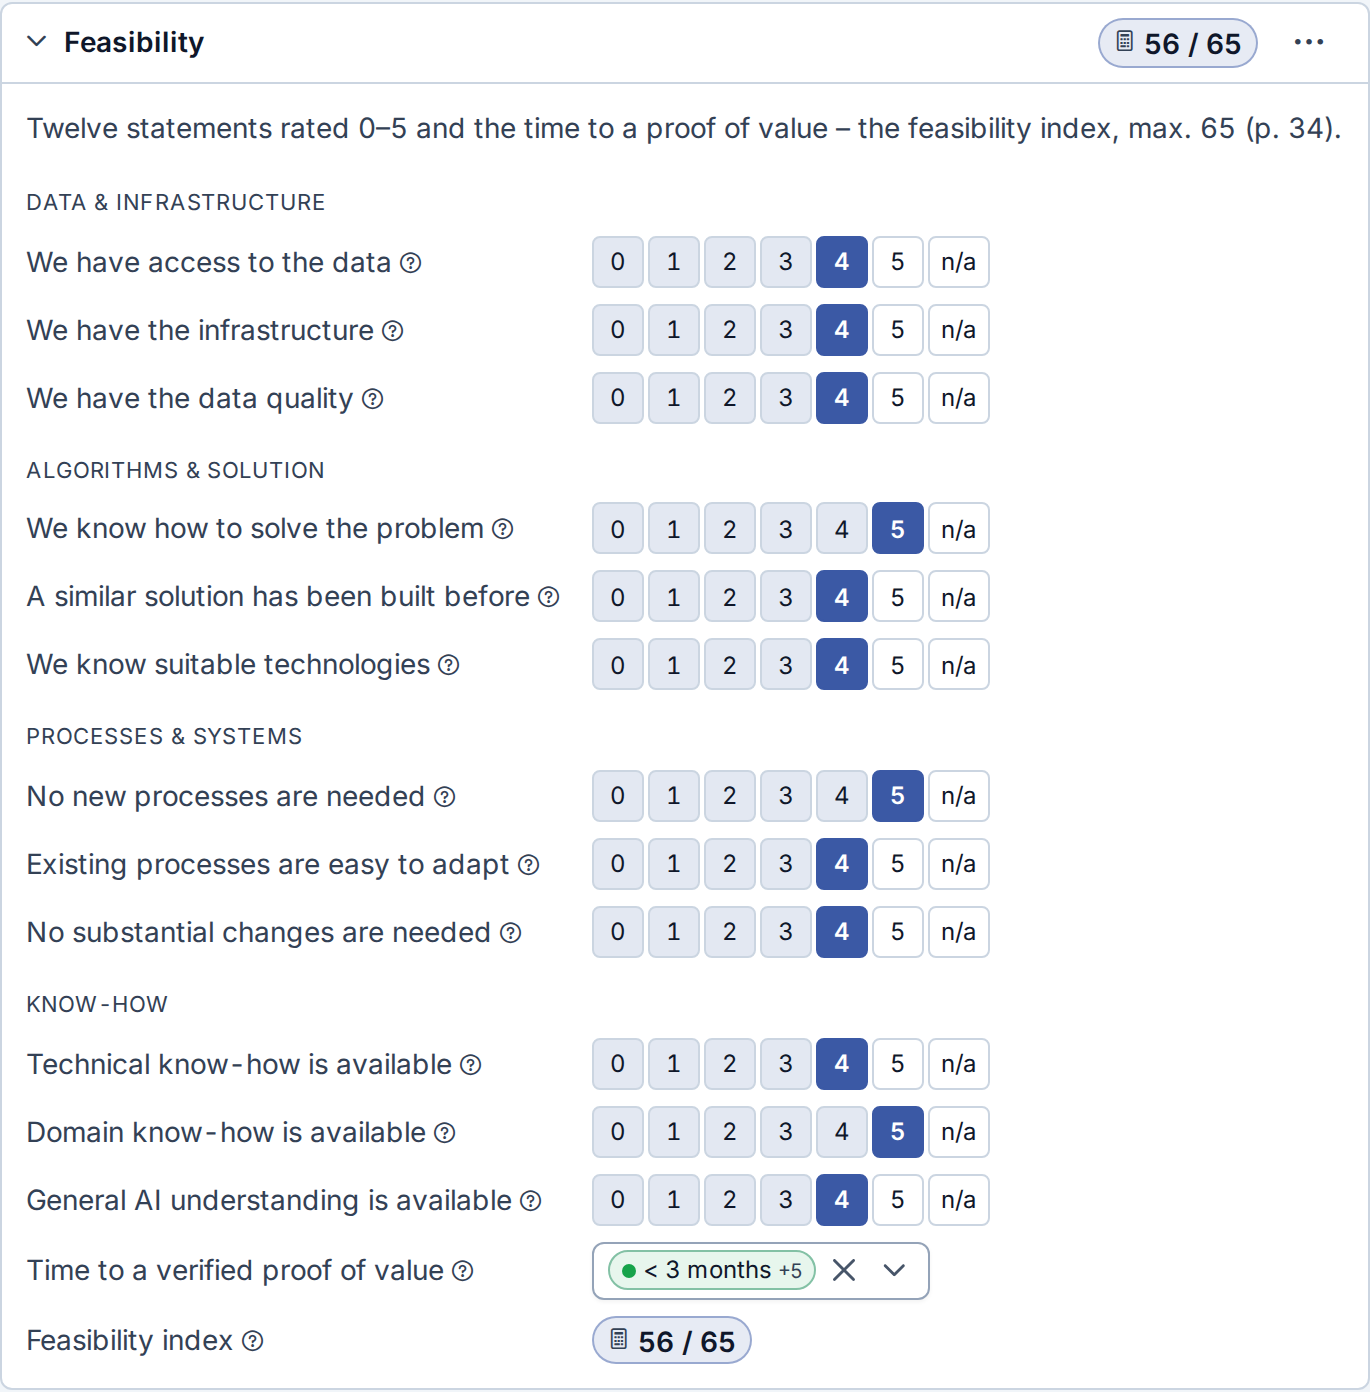 Feasibility 56 / 65
Twelve statements rated 0–5 and the time to a proof of value – the feasibility index, max. 65 (p. 34).
DATA & INFRASTRUCTURE
We have access to the data 0 1 2 3 4 5 n/a
We have the infrastructure 0 1 2 3 4 5 n/a
We have the data quality 0 1 2 3 4 5 n/a
ALGORITHMS & SOLUTION
We know how to solve the problem 0 1 2 3 4 5 n/a
A similar solution has been built before 0 1 2 3 4 5 n/a
We know suitable technologies 0 1 2 3 4 5 n/a
PROCESSES & SYSTEMS
No new processes are needed 0 1 2 3 4 5 n/a
Existing processes are easy to adapt 0 1 2 3 4 5 n/a
No substantial changes are needed 0 1 2 3 4 5 n/a
KNOW-HOW
Technical know-how is available 0 1 2 3 4 5 n/a
Domain know-how is available 0 1 2 3 4 5 n/a
General AI understanding is available 0 1 2 3 4 5 n/a
Time to a verified proof of value < 3 months +5
Feasibility index 56 / 65